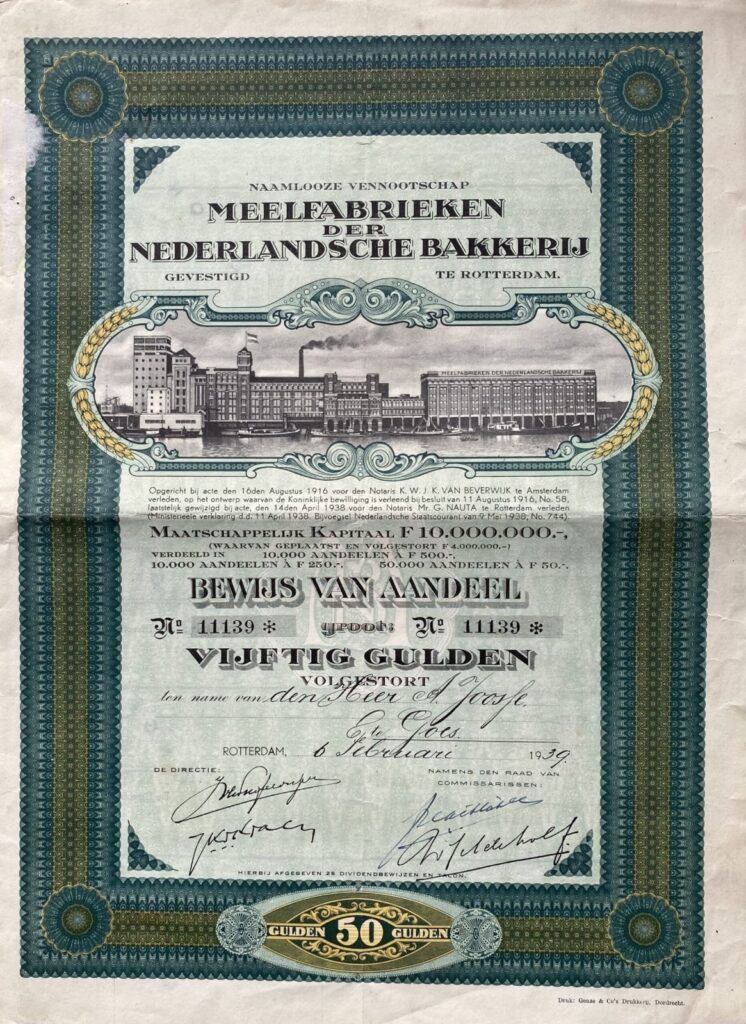 NAAMLOOZE VENNOOTSCHAP
MEELFABRIEKEN
DER
NEDERLANDSCHE BAKKERIJ
GEVESTIGD TE ROTTERDAM.
MEELFABRIEKEN DER NEDERLANDSCHE BAKKERIJ
Opgericht bij acte den 16den Augustus 1916 voor den Notaris K. W. J. K. VAN BEVERWIJK te Amsterdam
verleden, op het ontwerp waarvan de Koninklijke bewilliging is verleend bij besluit van 11 Augustus 1916, No. 58,
laatstelijk gewijzigd bij acte, den 14den April 1938 voor den Notaris Mr. G. NAUTA te Rotterdam verleden
(Ministerieele verklaring d.d. 11 April 1938. Bijvoegsel Nederlandsche Staatscourant van 9 Mei 1938, No. 744).
MAATSCHAPPELIJK KAPITAAL F 10.000.000.-,
(WAARVAN GEPLAATST EN VOLGESTORT F 4.000.000.-)
VERDEELD IN 10.000 AANDEELEN À F 500.-,
10.000 AANDEELEN À F 250.-, 50.000 AANDEELEN À F 50.-,
BEWIJS VAN AANDEEL
No 11139 * GROOT: No 11139 *
VIJFTIG GULDEN
VOLGESTORT
ten name van den Heer A. Joosse
te Goes
ROTTERDAM, 6 Februari 1939
DE DIRECTIE: NAMENS DEN RAAD VAN
COMMISSARISSEN:
HIERBIJ AFGEGEVEN 25 DIVIDENDBEWIJZEN EN TALON.
GULDEN 50 GULDEN
Druk: Geuze & Co's Drukkerij, Dordrecht.